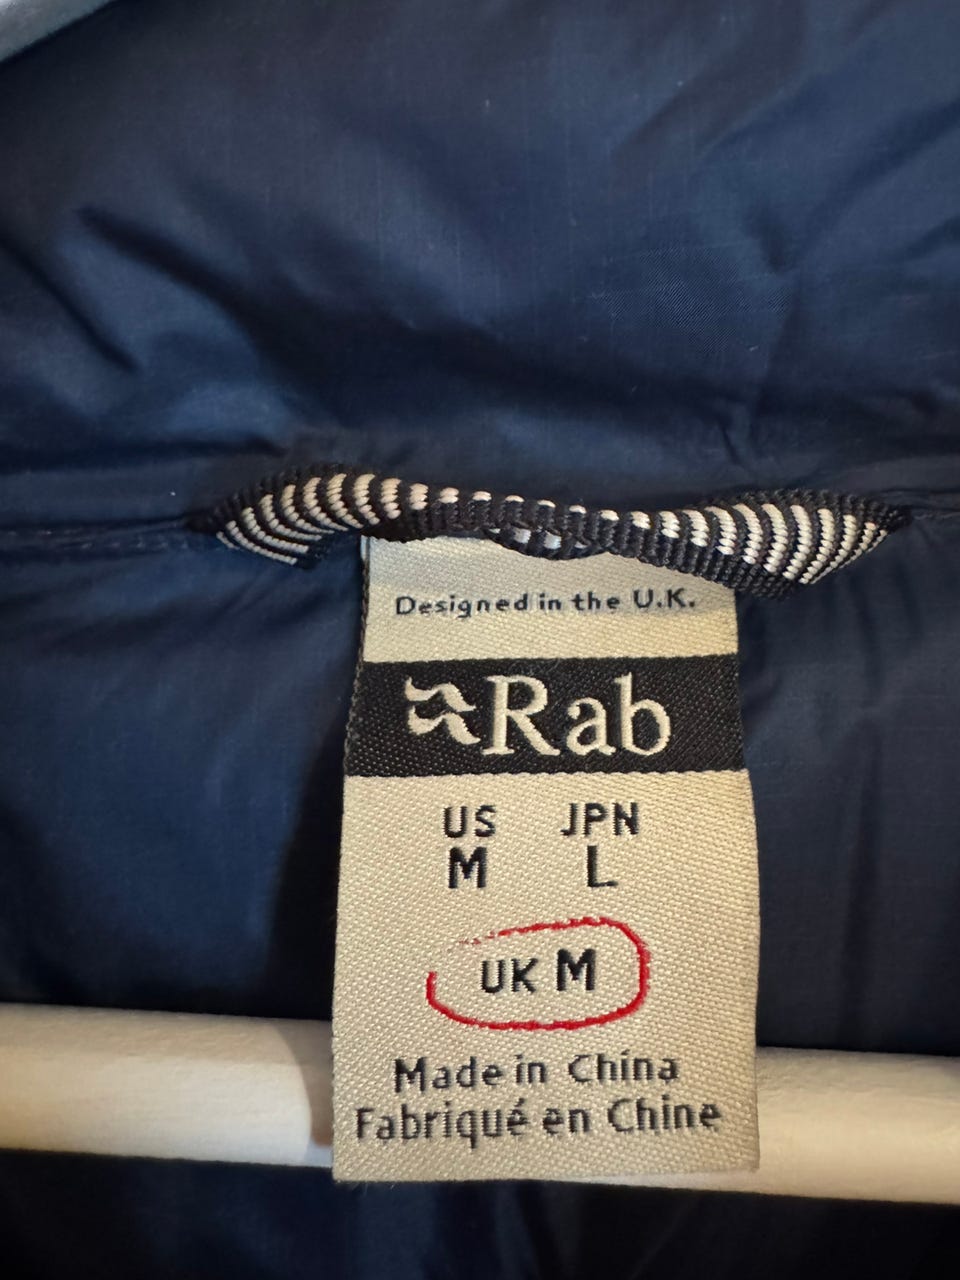 Designed in the U.K.
Rab
US JPN
M L
UK M
Made in China
Fabriqué en Chine